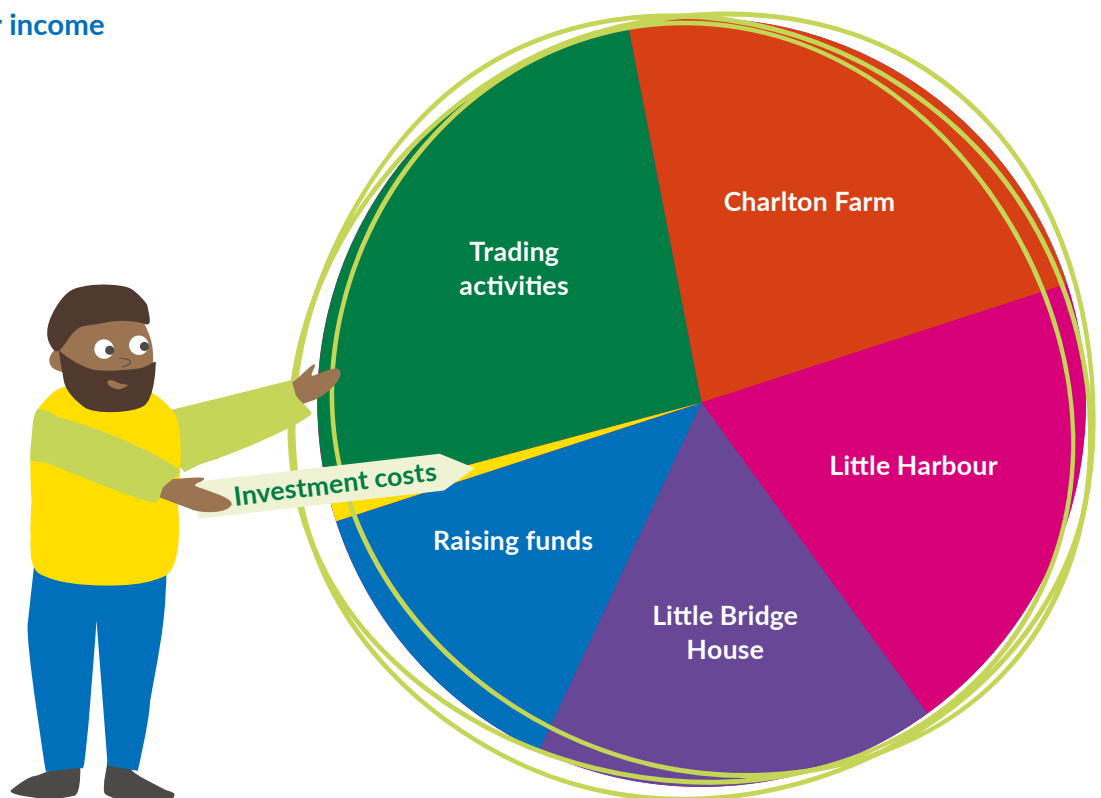 income
Charlton Farm
Trading
activities
Little Harbour
Investment costs
Raising funds
Little Bridge
House